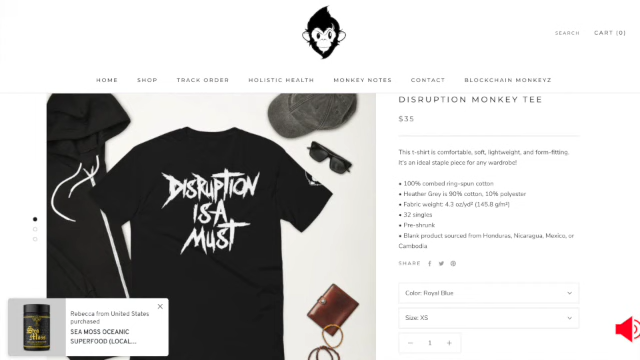 SEARCH
CART (0)
HOME
SHOP
TRACK ORDER
HOLISTIC HEALTH
MONKEY NOTES
CONTACT
BLOCKCHAIN MONKEYZ
DISRUPTION MONKEY TEE
$35
This t-shirt is comfortable, soft, lightweight, and form-fitting.
It's an ideal staple piece for any wardrobe!
• 100% combed ring-spun cotton
• Heather Grey is 90% cotton, 10% polyester
• Fabric weight: 4.3 oz/yd² (145.8 g/m²)
• 32 singles
• Pre-shrunk
• Blank product sourced from Honduras, Nicaragua, Mexico, or
Cambodia
SHARE
Color: Royal Blue
Size: XS
1
DISRUPTION
IS A
MUST
Rebecca from United States
purchased
SEA MOSS OCEANIC
SUPERFOOD (LOCAL...
Sea
Moss